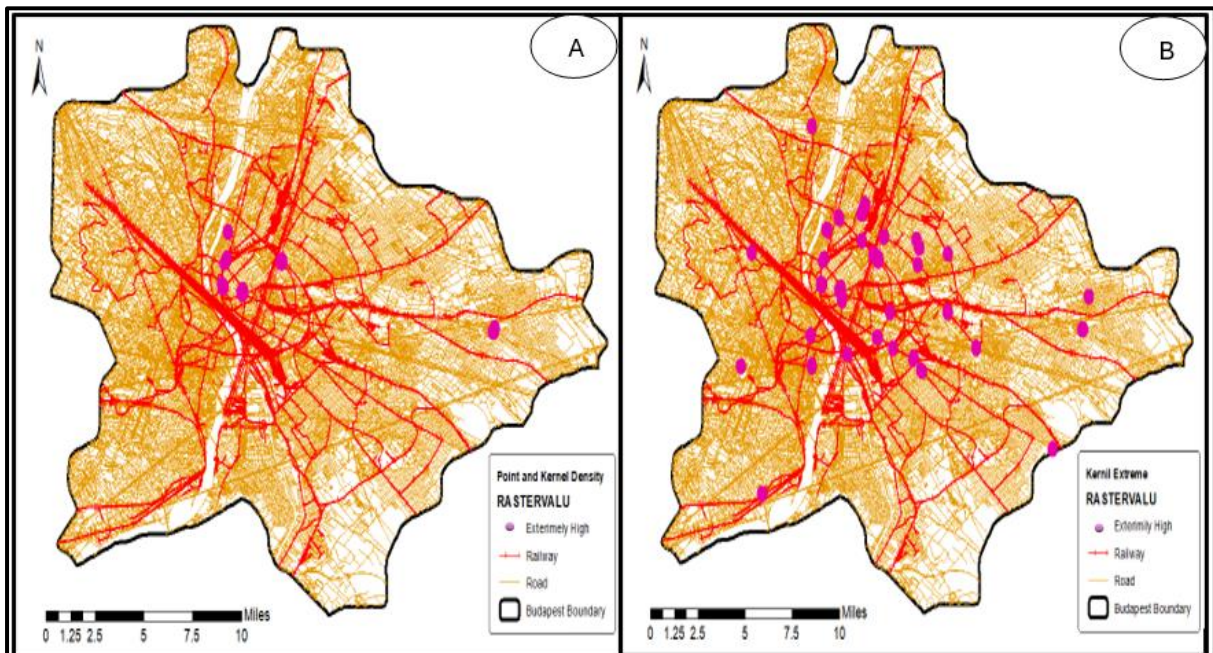 A
N
Point and Kernel Density
RASTERVALU
Exterimely High
Railway
Road
Budapest Boundary
Miles
0 1.25 2.5 5 7.5 10
B
N
Kernil Extreme
RASTERVALU
Extermily High
Railway
Road
Budapest Boundary
Miles
0 1.25 2.5 5 7.5 10